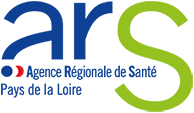 ars
Agence Régionale de Santé
Pays de la Loire